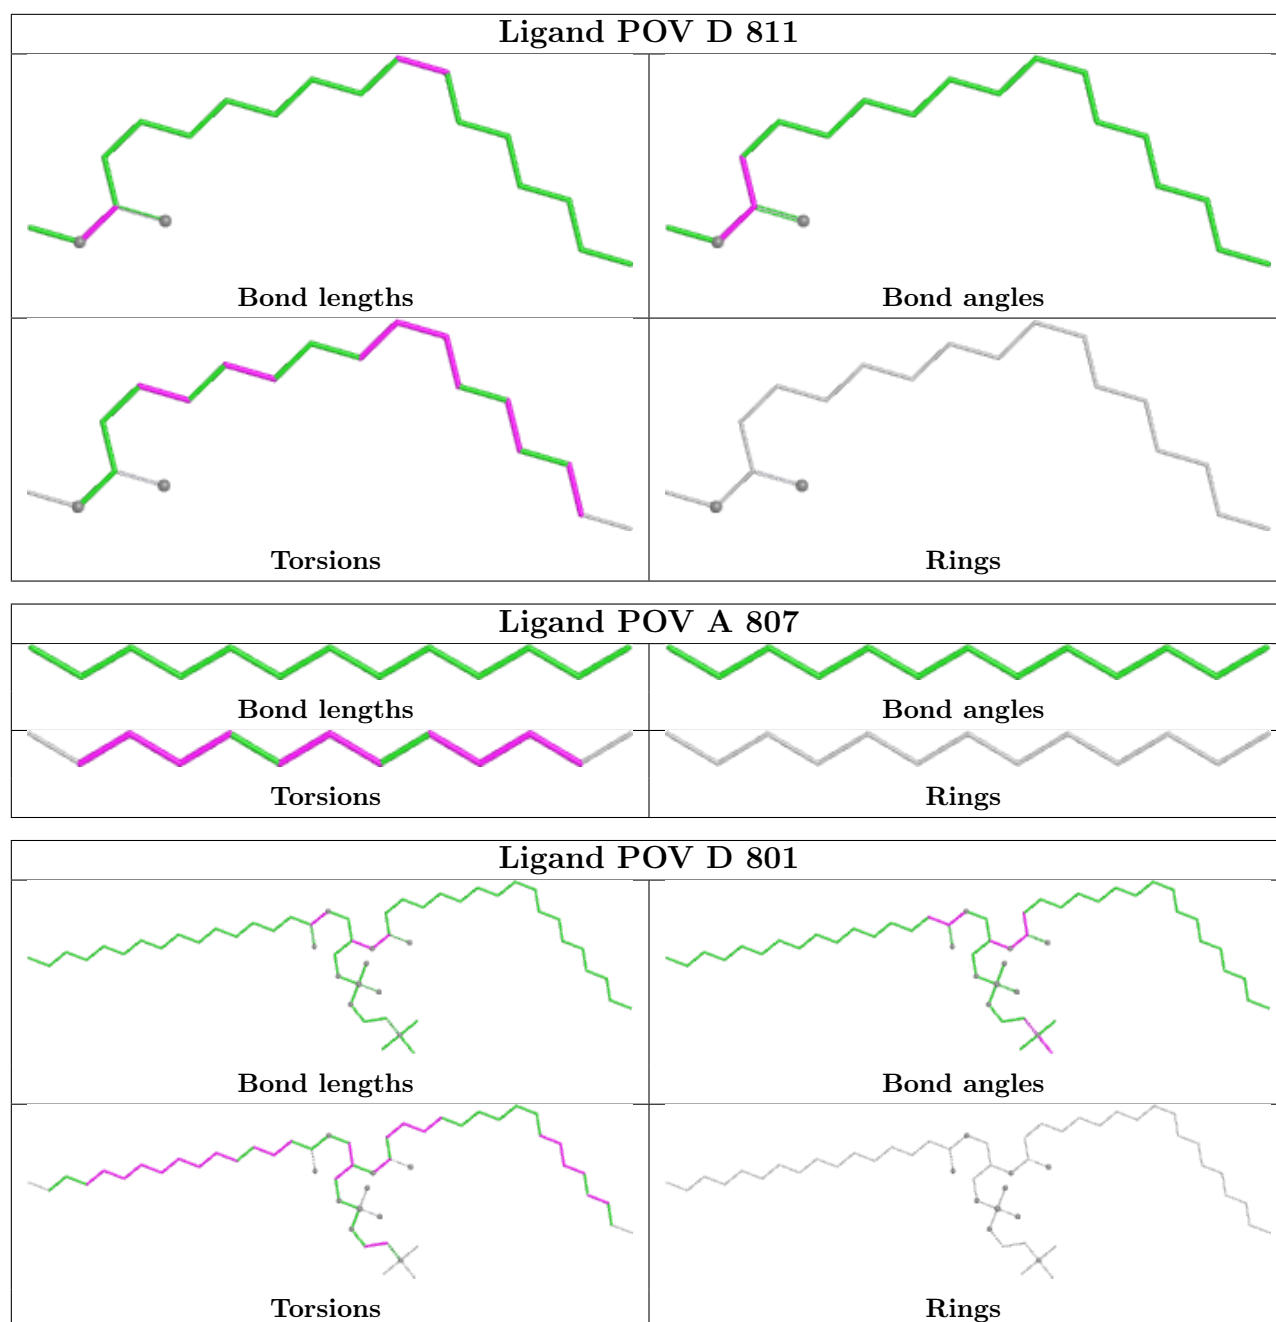 Ligand POV D 811
Bond lengths
Bond angles
Torsions
Rings
Ligand POV A 807
Bond lengths
Bond angles
Torsions
Rings
Ligand POV D 801
Bond lengths
Bond angles
Torsions
Rings